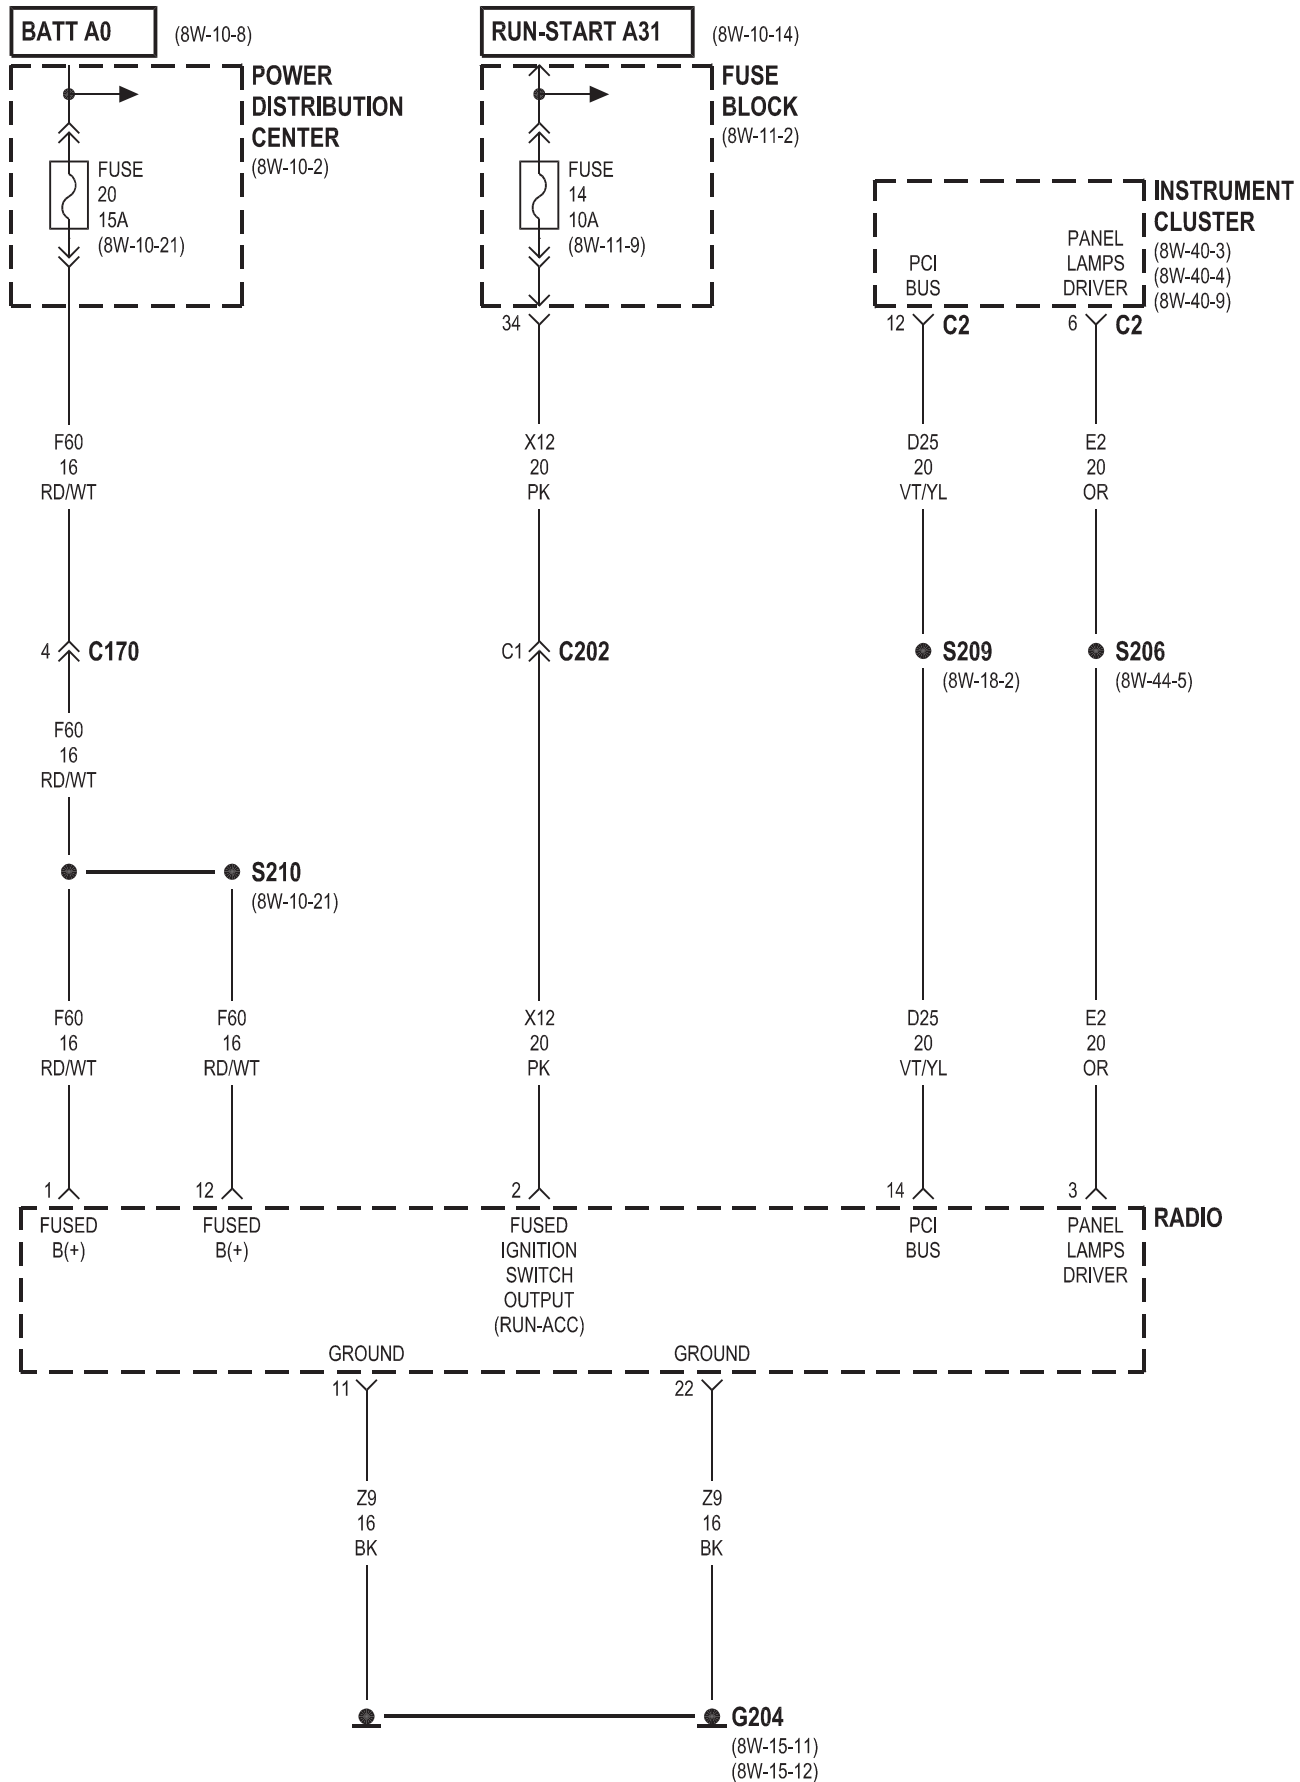 BATT A0
(8W-10-8)
RUN-START A31
(8W-10-14)
POWER
DISTRIBUTION
CENTER
(8W-10-2)
FUSE
20
15A
(8W-10-21)
FUSE
BLOCK
(8W-11-2)
FUSE
14
10A
(8W-11-9)
INSTRUMENT
CLUSTER
(8W-40-3)
(8W-40-4)
(8W-40-9)
PCI
BUS
PANEL
LAMPS
DRIVER
34
12
C2
6
C2
F60
16
RD/WT
X12
20
PK
D25
20
VT/YL
E2
20
OR
4
C170
C1
C202
S209
(8W-18-2)
S206
(8W-44-5)
F60
16
RD/WT
S210
(8W-10-21)
F60
16
RD/WT
F60
16
RD/WT
X12
20
PK
D25
20
VT/YL
E2
20
OR
1
12
2
14
3
RADIO
FUSED
B(+)
FUSED
B(+)
FUSED
IGNITION
SWITCH
OUTPUT
(RUN-ACC)
PCI
BUS
PANEL
LAMPS
DRIVER
GROUND
GROUND
11
22
Z9
16
BK
Z9
16
BK
G204
(8W-15-11)
(8W-15-12)